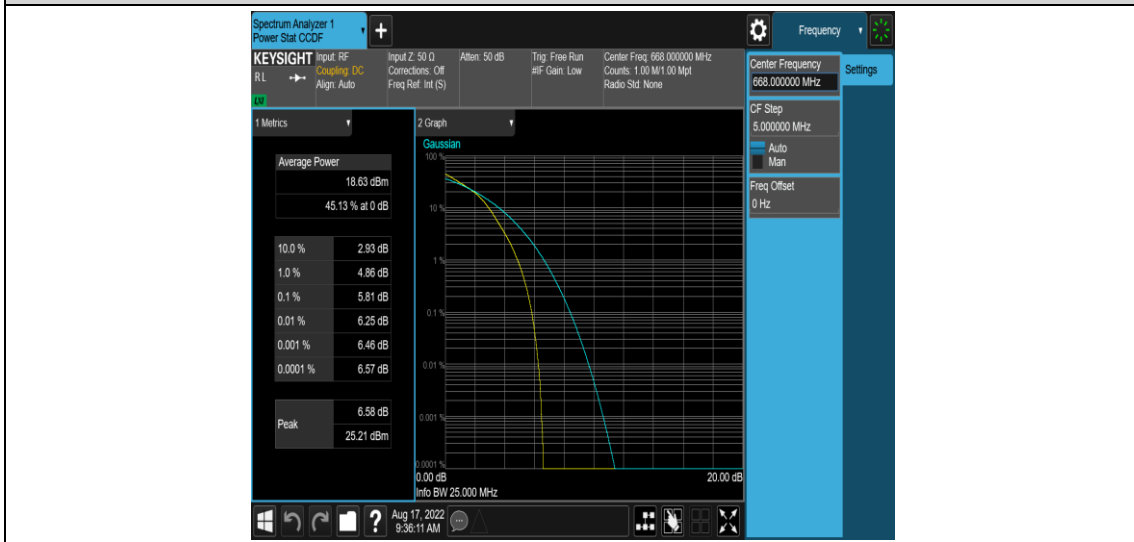 Spectrum Analyzer 1
Power Stat CCDF
+
Frequency
KEYSIGHT
Input: RF
Coupling: DC
Align: Auto
Input Z: 50 Ω
Corrections: Off
Freq Ref: Int (S)
Atten: 50 dB
Trig: Free Run
#IF Gain: Low
Center Freq: 668.000000 MHz
Counts: 1.00 M/1.00 Mpt
Radio Std: None
RL
LXI
Center Frequency
668.000000 MHz
Settings
CF Step
5.000000 MHz
Auto
Man
Freq Offset
0 Hz
1 Metrics
Average Power
18.63 dBm
45.13 % at 0 dB
10.0 % 2.93 dB
1.0 % 4.86 dB
0.1 % 5.81 dB
0.01 % 6.25 dB
0.001 % 6.46 dB
0.0001 % 6.57 dB
Peak
6.58 dB
25.21 dBm
2 Graph
Gaussian
100 %
10 %
1 %
0.1 %
0.01 %
0.001 %
0.0001 %
0.00 dB
20.00 dB
Info BW 25.000 MHz
?
Aug 17, 2022
9:36:11 AM